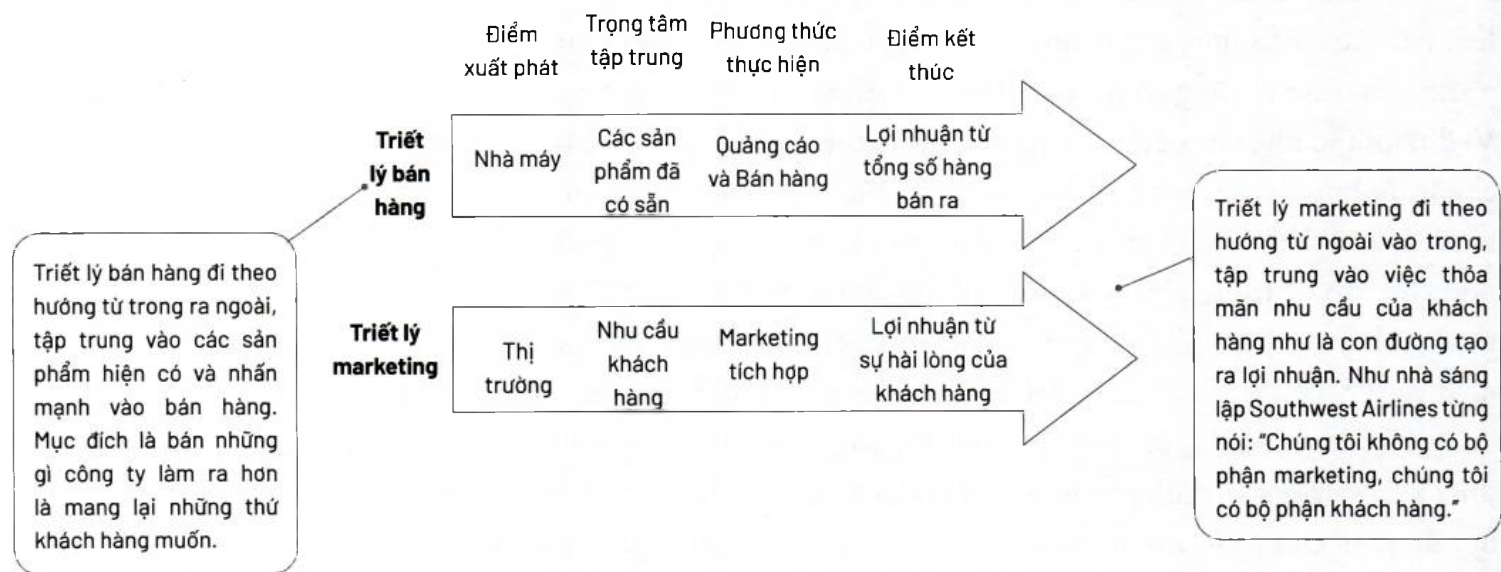 Điểm
xuất phát
Trọng tâm
tập trung
Phương thức
thực hiện
Điểm kết
thúc
Triết
lý bán
hàng
Nhà máy
Các sản
phẩm đã
có sẵn
Quảng cáo
và Bán hàng
Lợi nhuận từ
tổng số hàng
bán ra
Triết lý bán hàng đi theo
hướng từ trong ra ngoài,
tập trung vào các sản
phẩm hiện có và nhấn
mạnh vào bán hàng.
Mục đích là bán những
gì công ty làm ra hơn
là mang lại những thứ
khách hàng muốn.
Triết lý
marketing
Thị
trường
Nhu cầu
khách
hàng
Marketing
tích hợp
Lợi nhuận từ
sự hài lòng của
khách hàng
Triết lý marketing đi theo
hướng từ ngoài vào trong,
tập trung vào việc thỏa
mãn nhu cầu của khách
hàng như là con đường tạo
ra lợi nhuận. Như nhà sáng
lập Southwest Airlines từng
nói: "Chúng tôi không có bộ
phận marketing, chúng tôi
có bộ phận khách hàng."